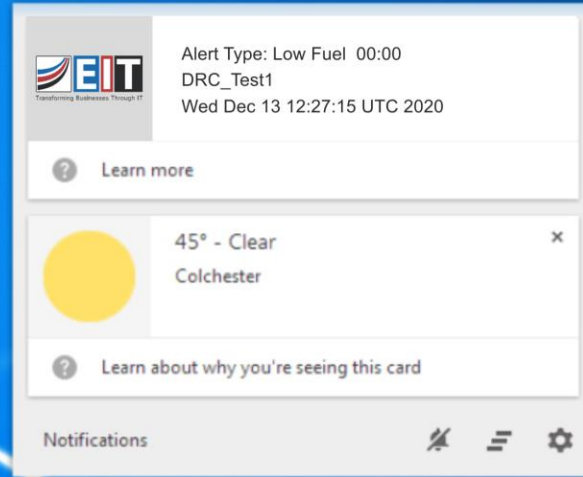 EIT
Transforming Businesses Through IT
Alert Type: Low Fuel 00:00
DRC_Test1
Wed Dec 13 12:27:15 UTC 2020
Learn more
45° - Clear
Colchester
Learn about why you're seeing this card
Notifications